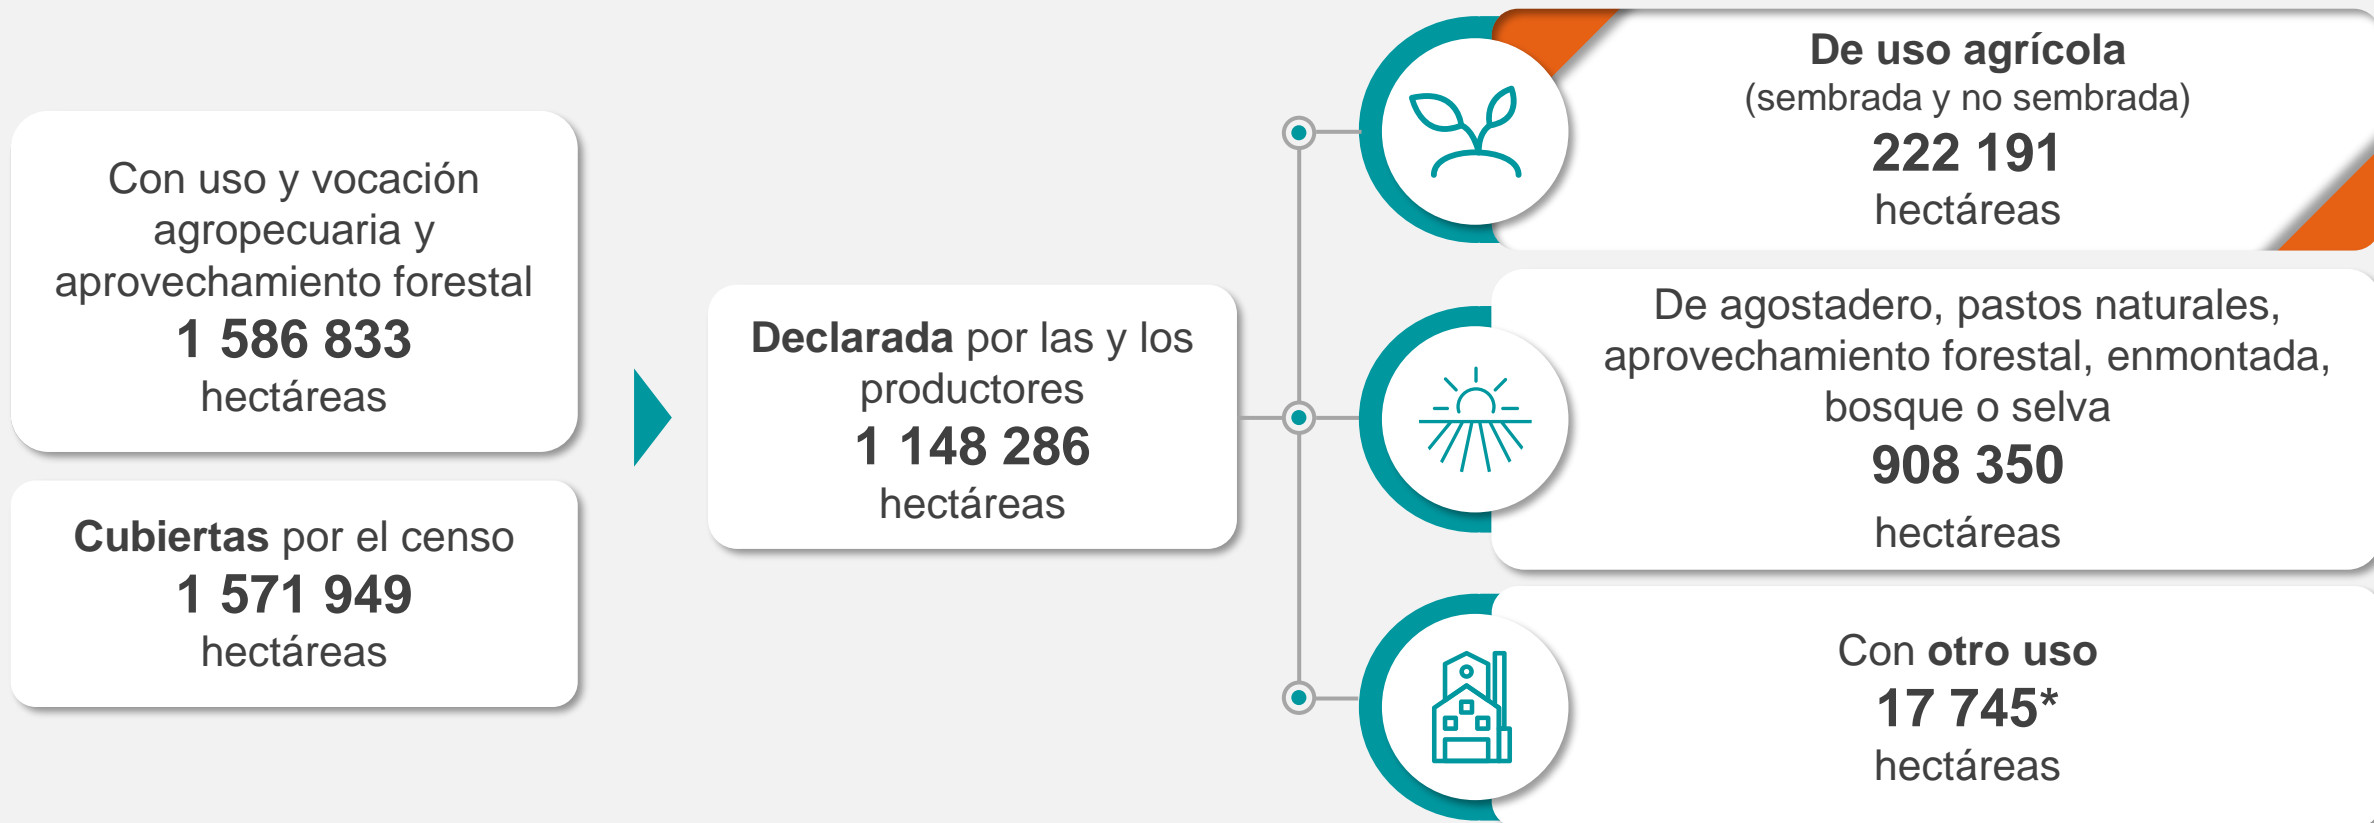 Con uso y vocación
agropecuaria y
aprovechamiento forestal
1 586 833
hectáreas
Cubiertas por el censo
1 571 949
hectáreas
Declarada por las y los
productores
1 148 286
hectáreas
De uso agrícola
(sembrada y no sembrada)
222 191
hectáreas
De agostadero, pastos naturales,
aprovechamiento forestal, enmontada,
bosque o selva
908 350
hectáreas
Con otro uso
17 745*
hectáreas